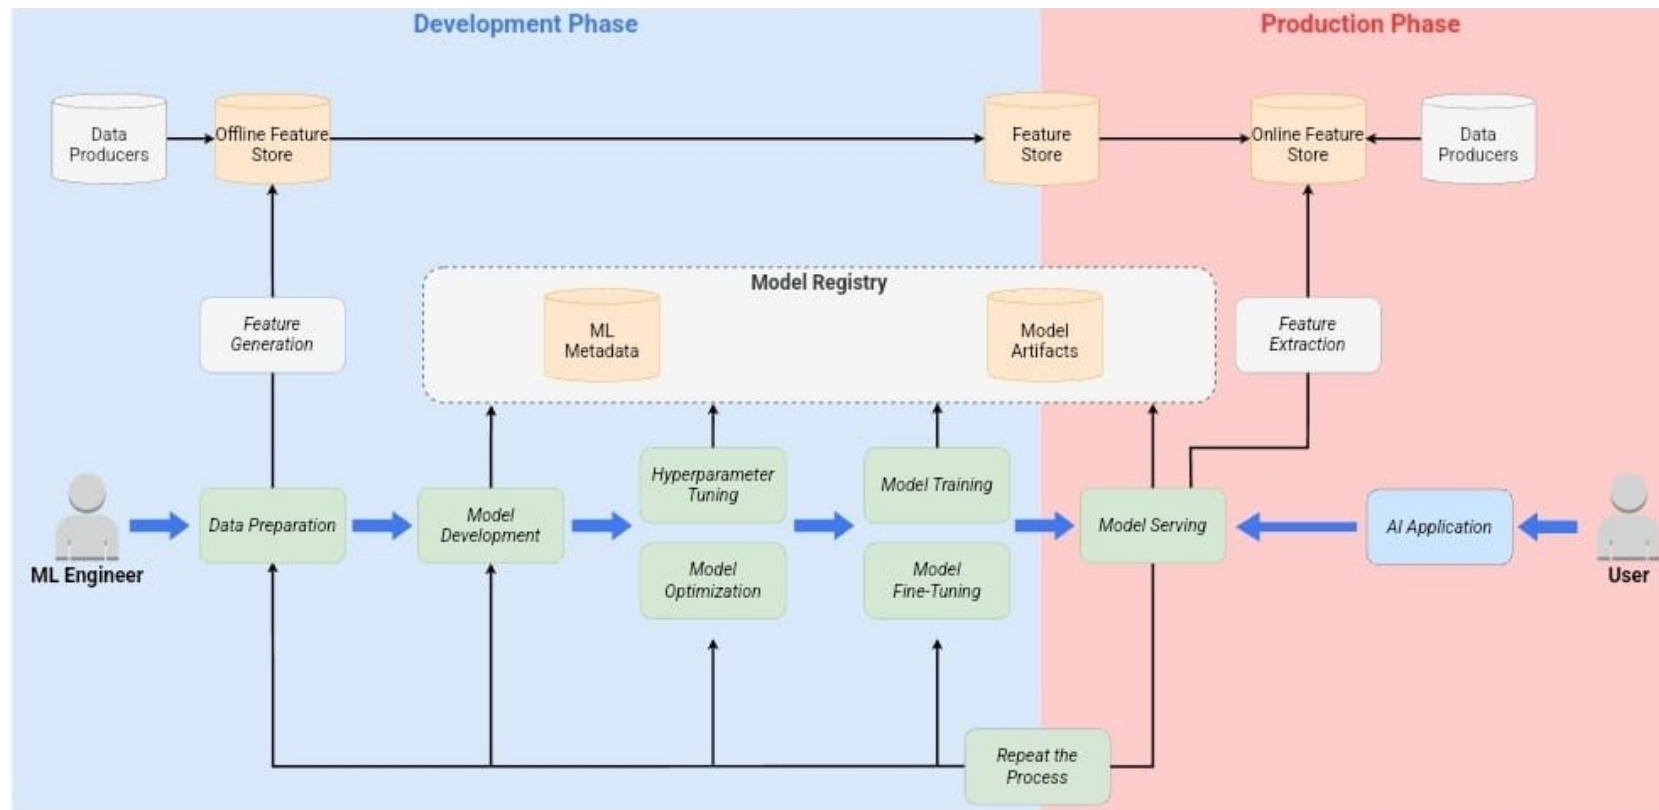 Development Phase
Production Phase
Data
Producers
Offline Feature
Store
Feature
Store
Online Feature
Store
Data
Producers
Model Registry
ML
Metadata
Model
Artifacts
Feature
Generation
Feature
Extraction
Hyperparameter
Tuning
Model Training
Data Preparation
Model
Development
Model Serving
AI Application
Model
Optimization
Model
Fine-Tuning
ML Engineer
User
Repeat the
Process